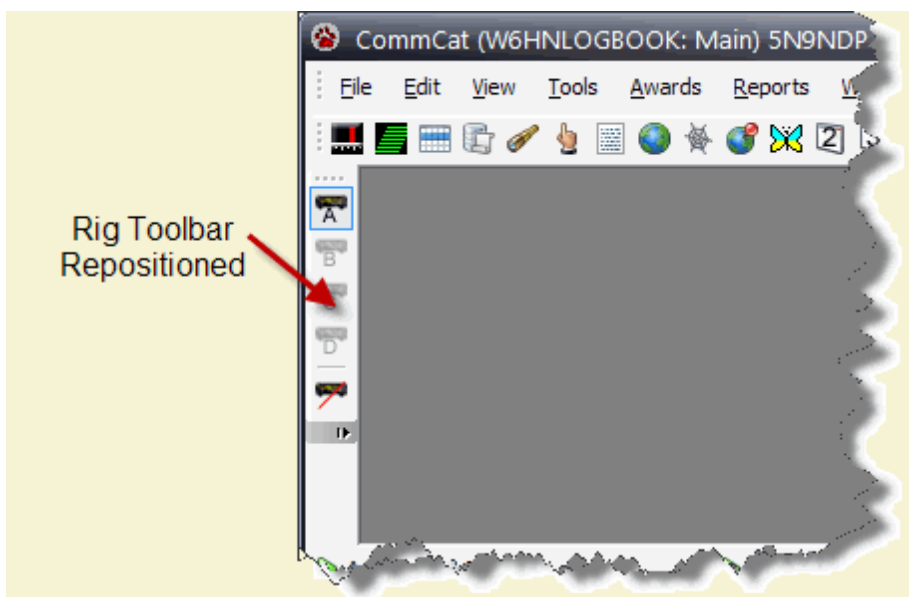 CommCat (W6HNLOGBOOK: Main) 5N9NDP
File Edit View Tools Awards Reports W
2
A
Rig Toolbar
Repositioned
B
D